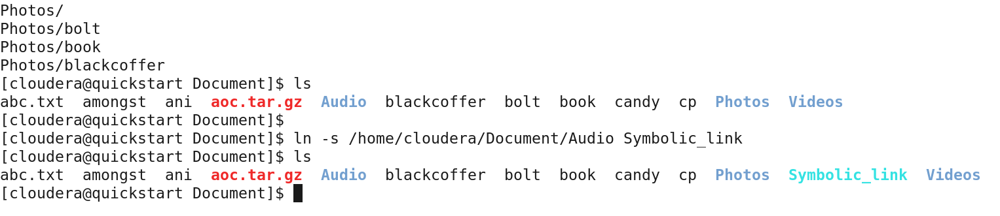 Photos/
Photos/bolt
Photos/book
Photos/blackcoffer
[cloudera@quickstart Document]$ ls
abc.txt  amongst  ani  aoc.tar.gz  Audio  blackcoffer  bolt  book  candy  cp  Photos  Videos
[cloudera@quickstart Document]$
[cloudera@quickstart Document]$ ln -s /home/cloudera/Document/Audio Symbolic_link
[cloudera@quickstart Document]$ ls
abc.txt  amongst  ani  aoc.tar.gz  Audio  blackcoffer  bolt  book  candy  cp  Photos  Symbolic_link  Videos
[cloudera@quickstart Document]$